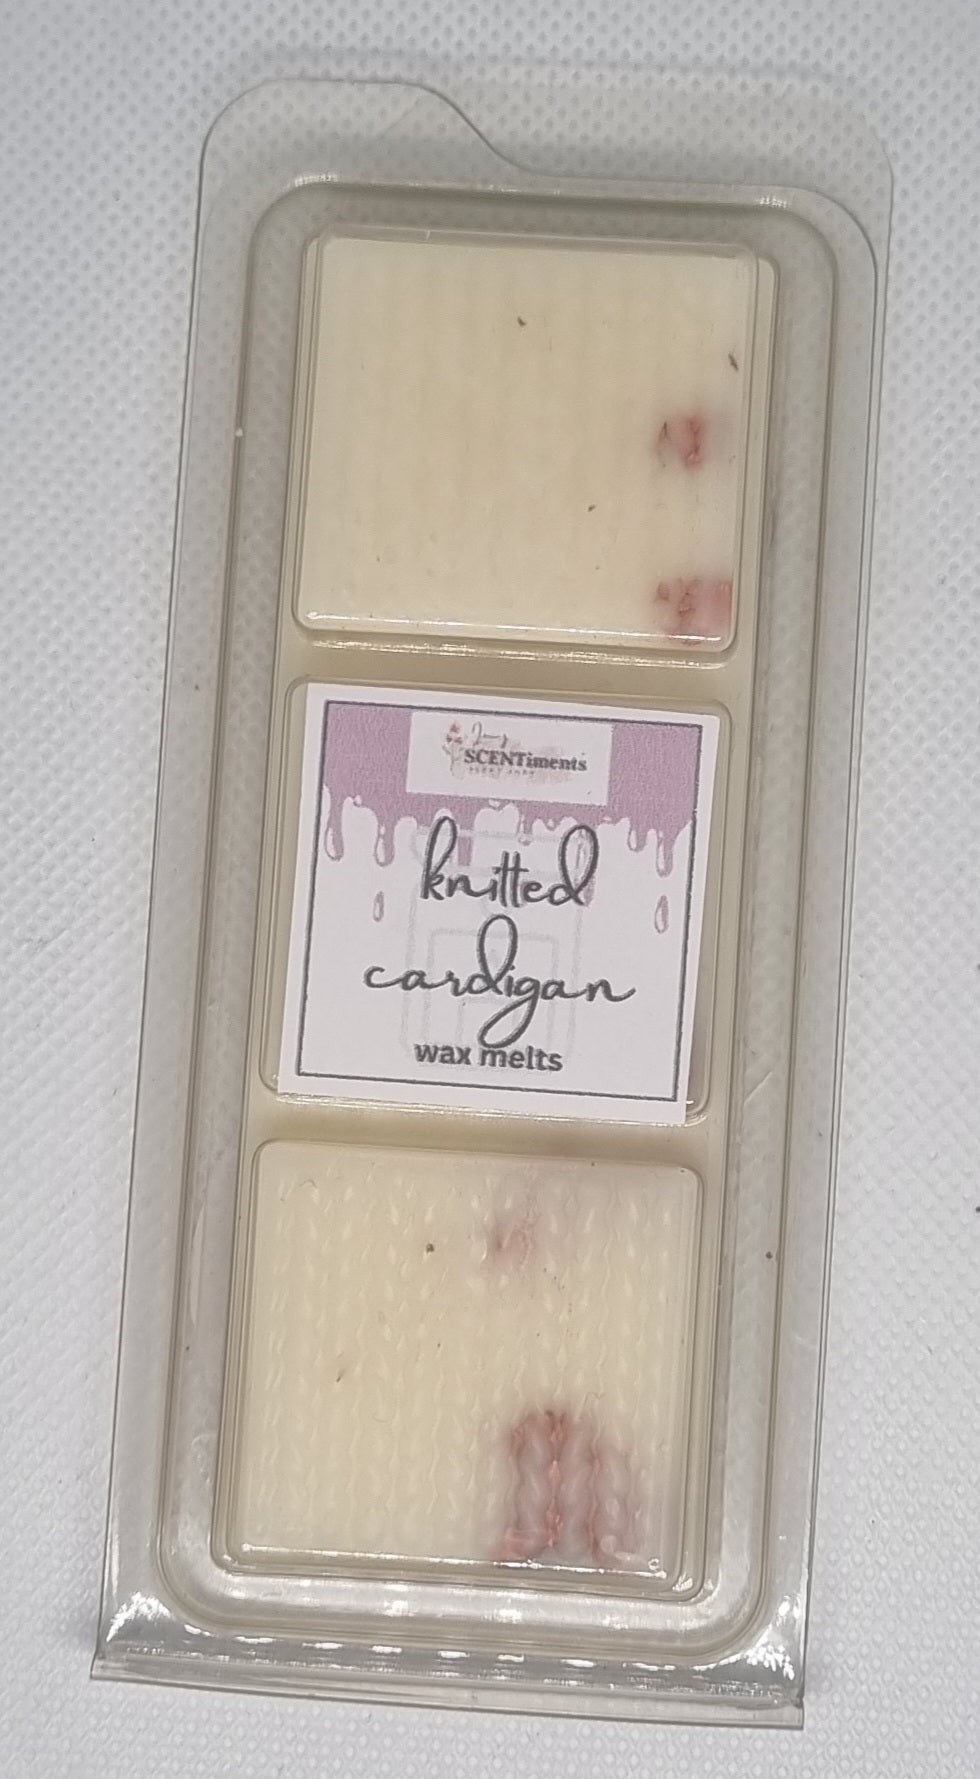 SCENTiments
knitted
cardigan
wax melts